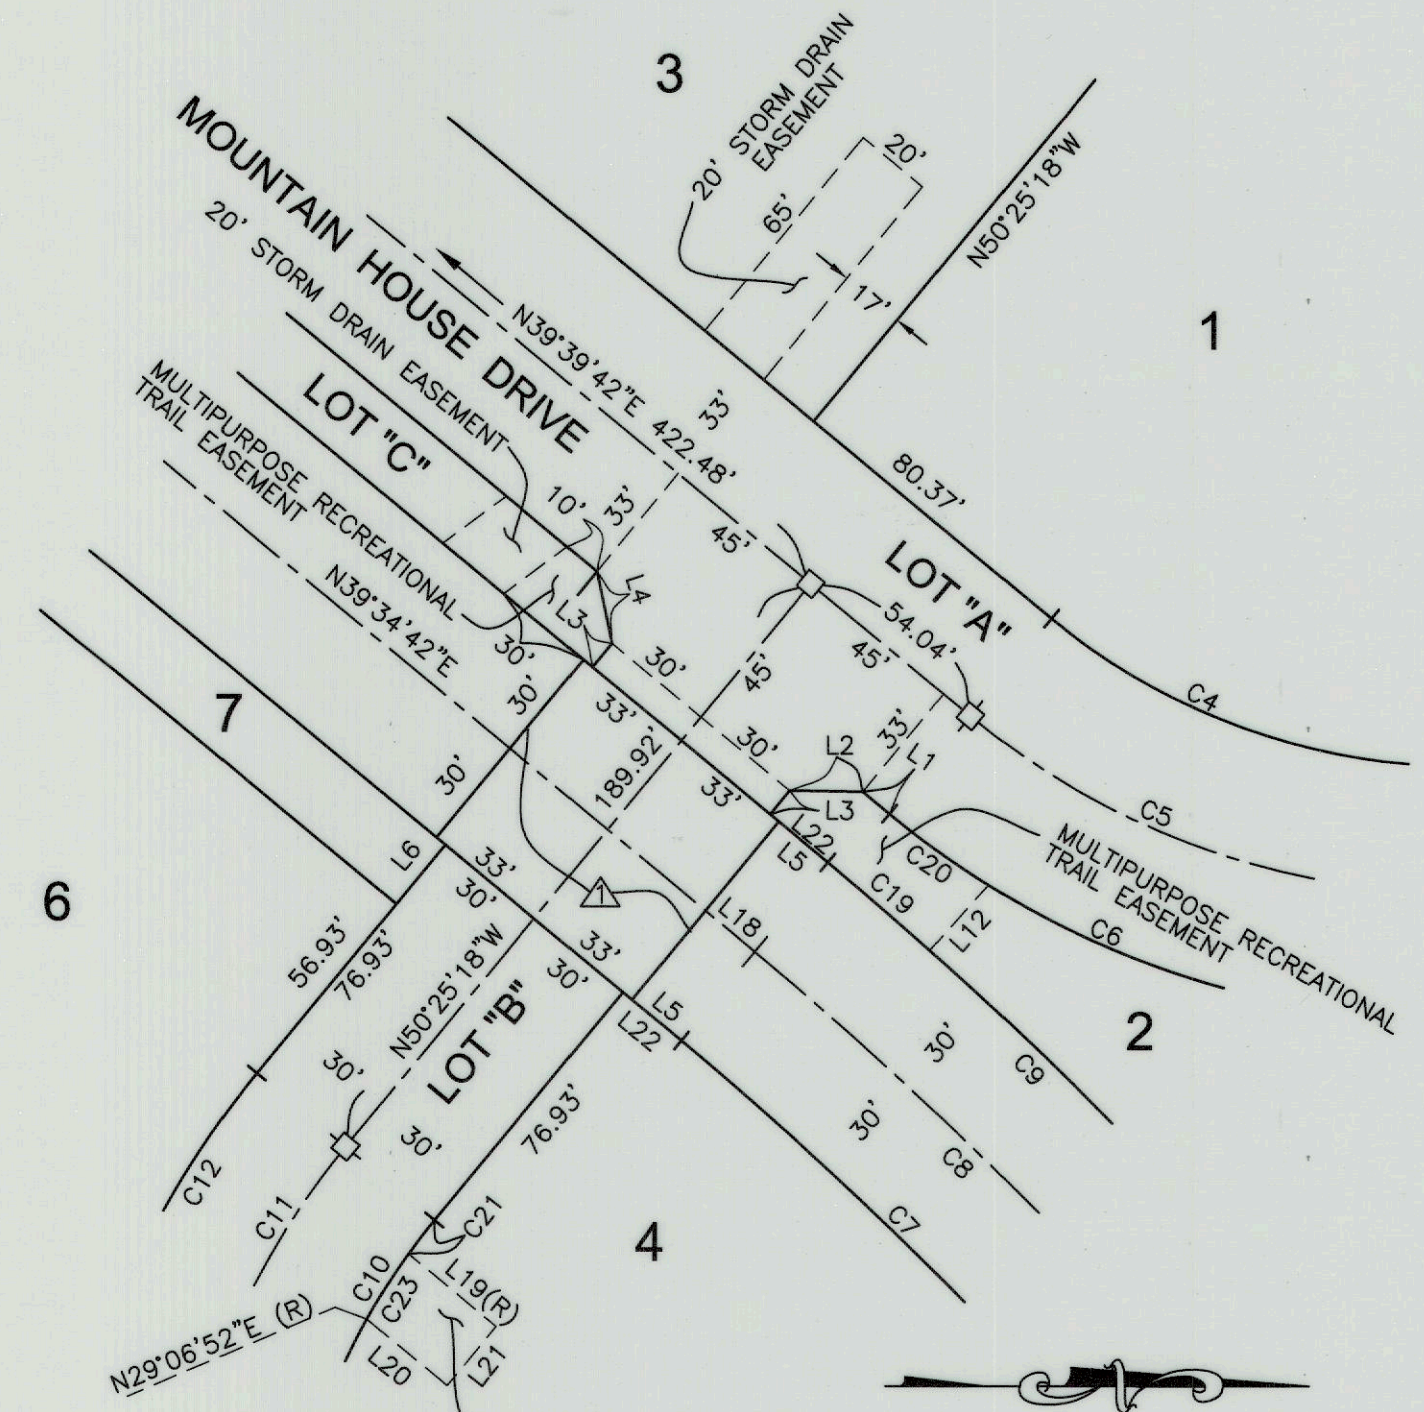 3
20' STORM DRAIN
EASEMENT
20'
65'
17'
N50°25'18"W
1
MOUNTAIN HOUSE DRIVE
20' STORM DRAIN EASEMENT
N39°39'42"E 422.48'
33'
80.37'
LOT "C"
MULTIPURPOSE RECREATIONAL
TRAIL EASEMENT
10'
33'
45'
LOT "A"
N39°34'42"E
L3
L4
54.04'
45'
30'
30'
45'
C4
30'
7
33'
189.92'
30'
L2
33'
L1
30'
33'
L3
C5
L22
L5
C20
MULTIPURPOSE RECREATIONAL
TRAIL EASEMENT
L6
33'
30'
C19
6
1
L18
L12
C6
56.93'
76.93'
33'
30'
N50°25'18"W
LOT "B"
L5
L22
2
30'
C9
30'
30'
76.93'
30'
C8
C12
C11
C21
4
C7
C10
C23
L19(R)
N29°06'52"E (R)
L20
L21